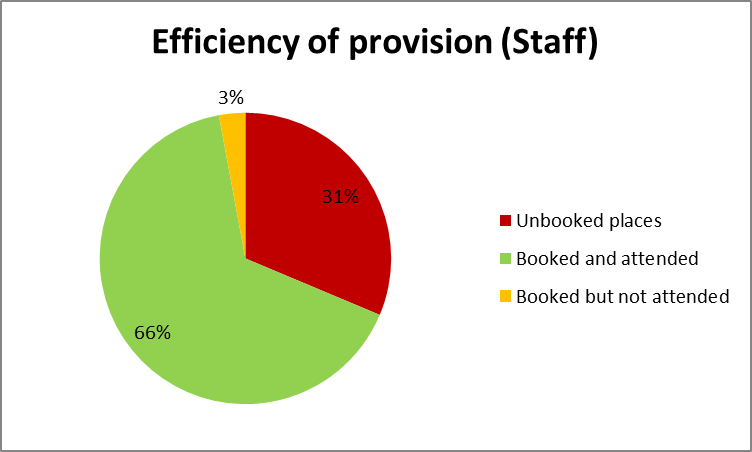 Efficiency of provision (Staff)
3%
31%
66%
Unbooked places
Booked and attended
Booked but not attended